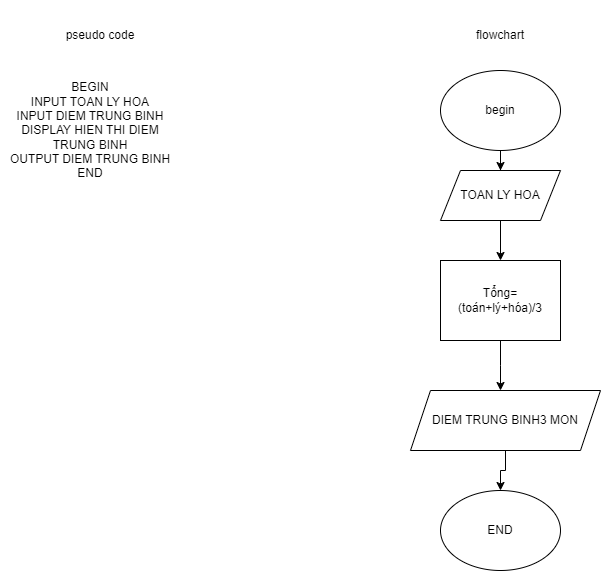 pseudo code
BEGIN
INPUT TOAN LY HOA
INPUT DIEM TRUNG BINH
DISPLAY HIEN THI DIEM
TRUNG BINH
OUTPUT DIEM TRUNG BINH
END
flowchart
begin
TOAN LY HOA
Tổng=
(toán+lý+hóa)/3
DIEM TRUNG BINH3 MON
END